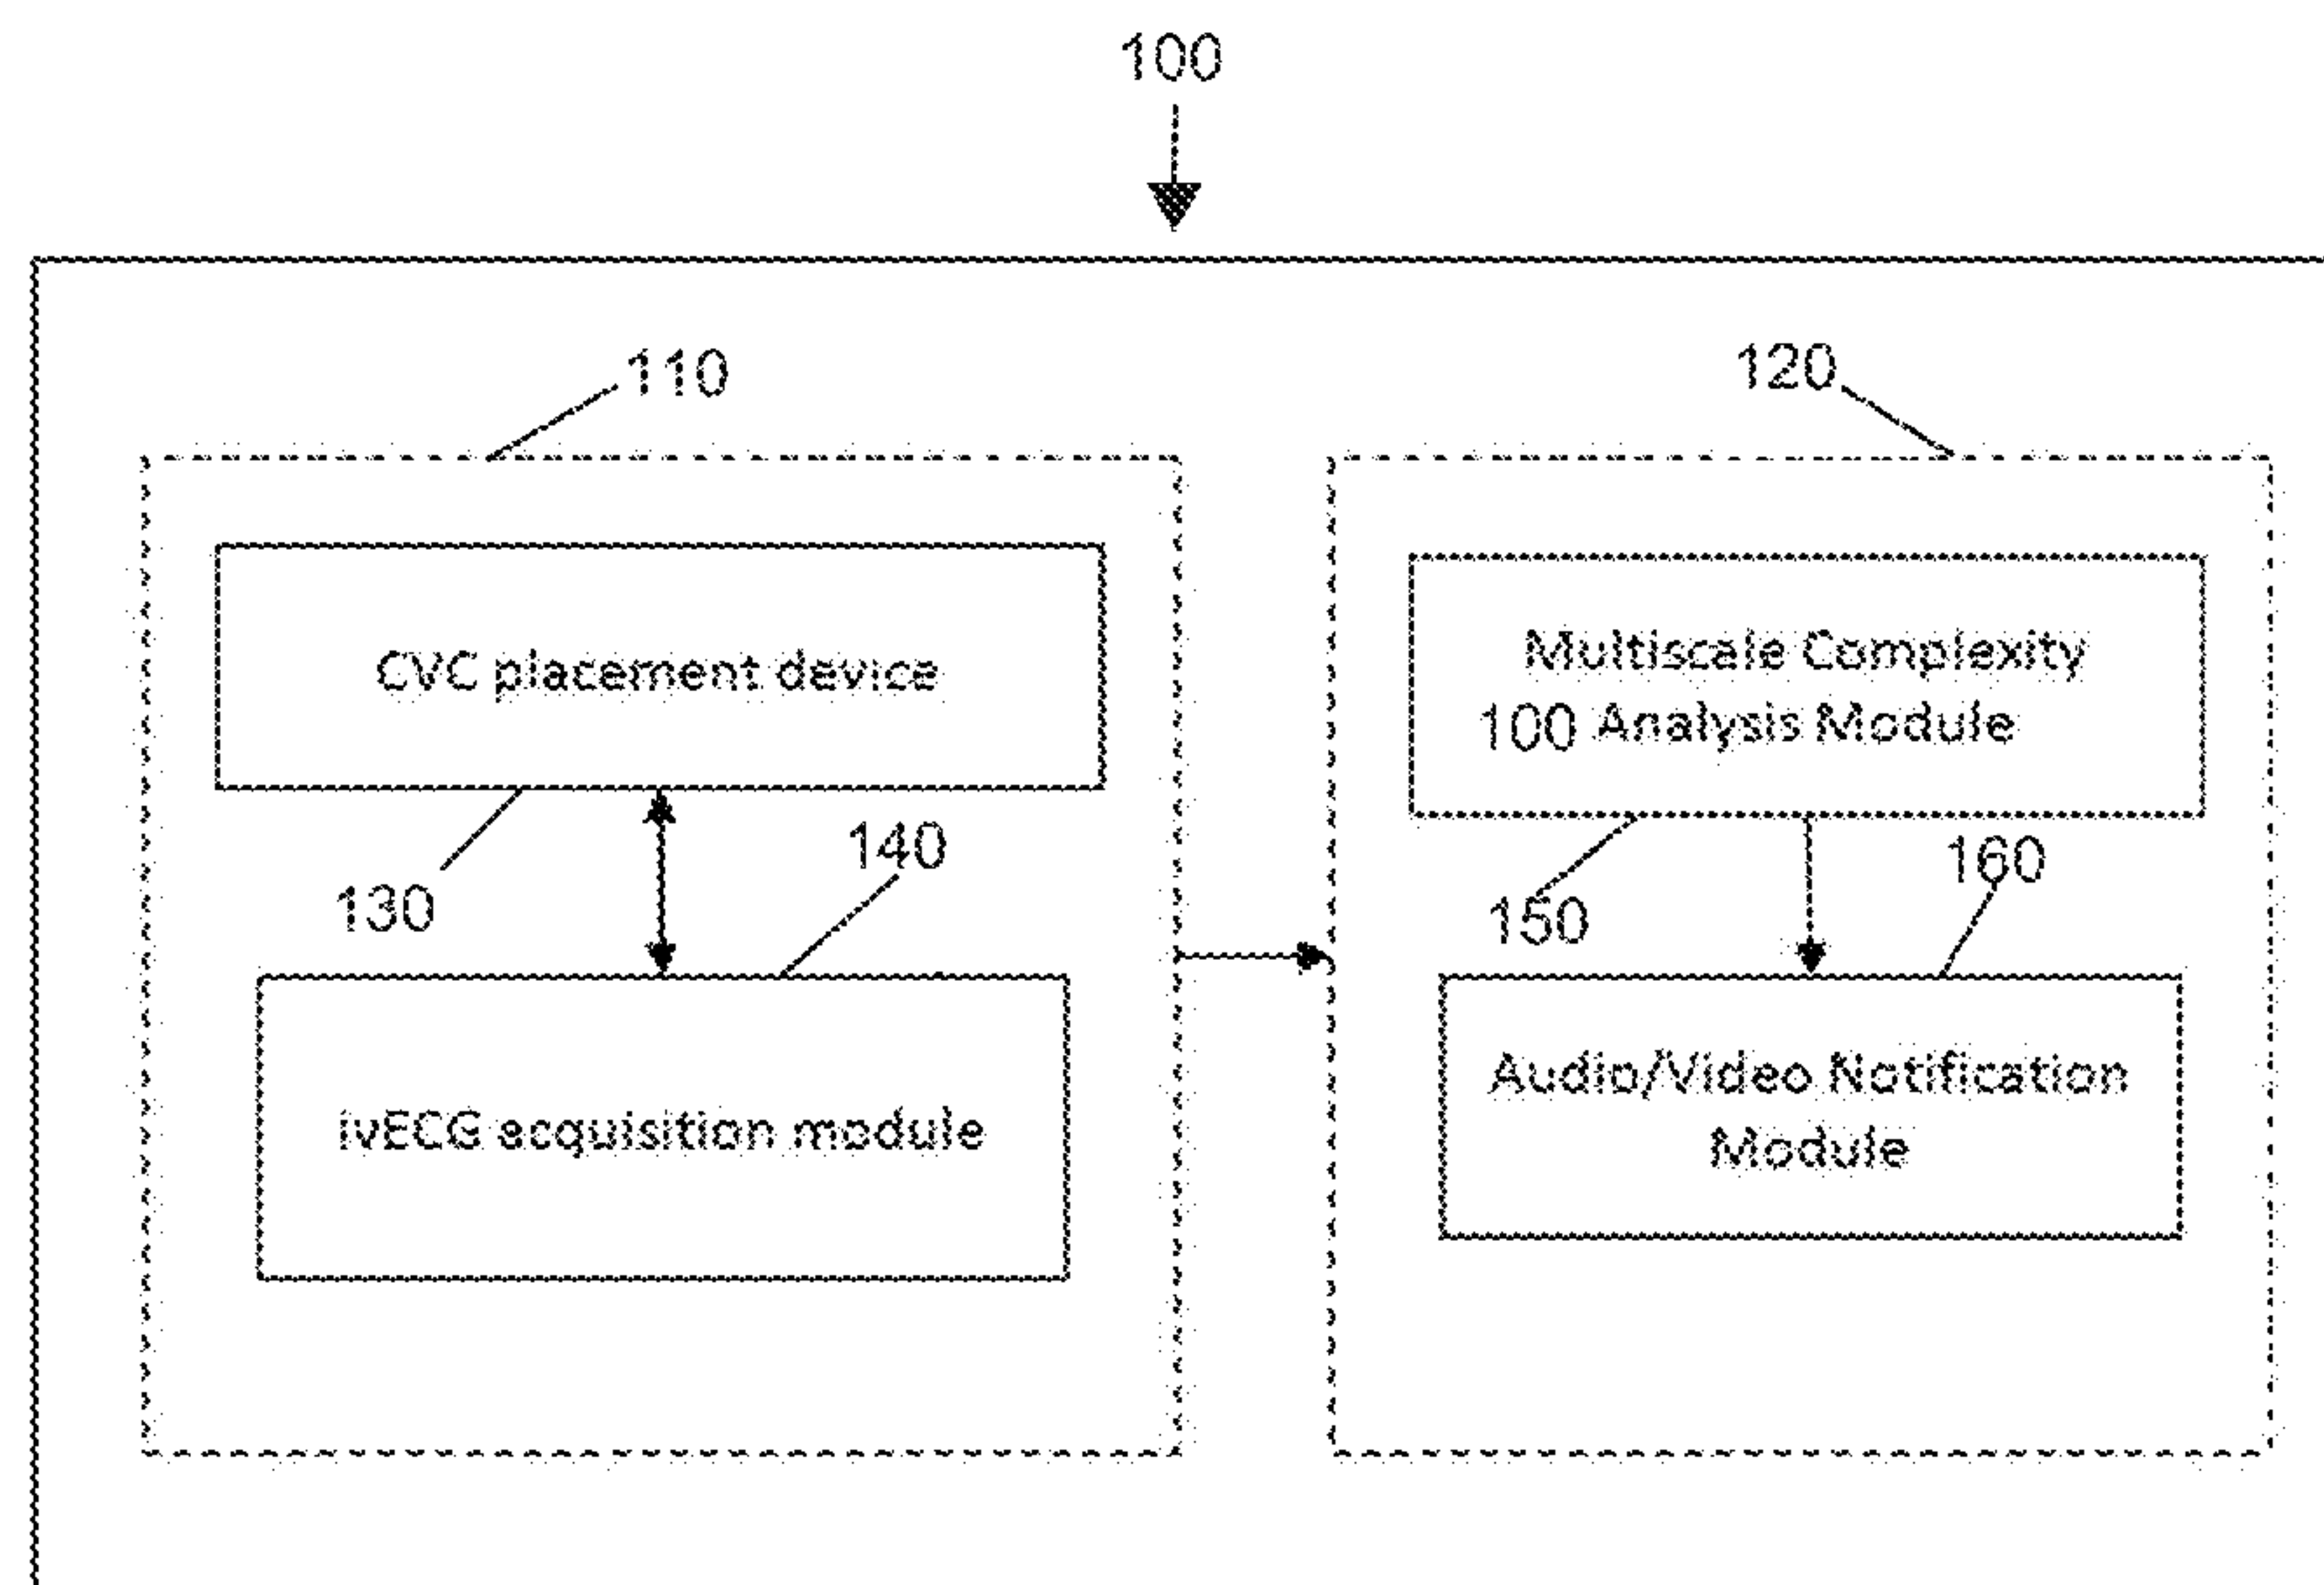 100
110
120
CVC placement device
Multiscale Complexity
100 Analysis Module
130
140
150
160
ivECG acquisition module
Audio/Video Notification
Module